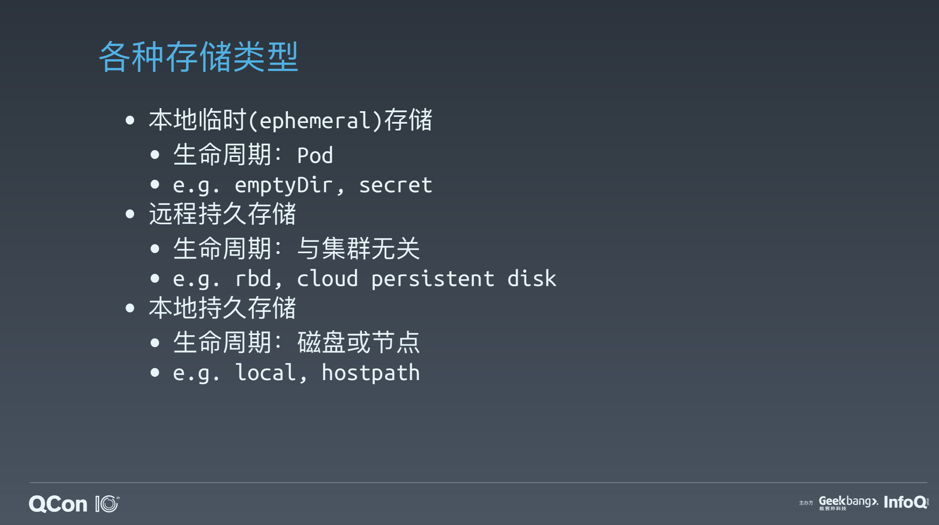 各种存储类型
• 本地临时(ephemeral)存储
• 生命周期：Pod
• e.g. emptyDir, secret
• 远程持久存储
• 生命周期：与集群无关
• e.g. rbd, cloud persistent disk
• 本地持久存储
• 生命周期：磁盘或节点
• e.g. local, hostpath
QCon 10
主办方 Geekbang>. InfoQ
极客邦科技